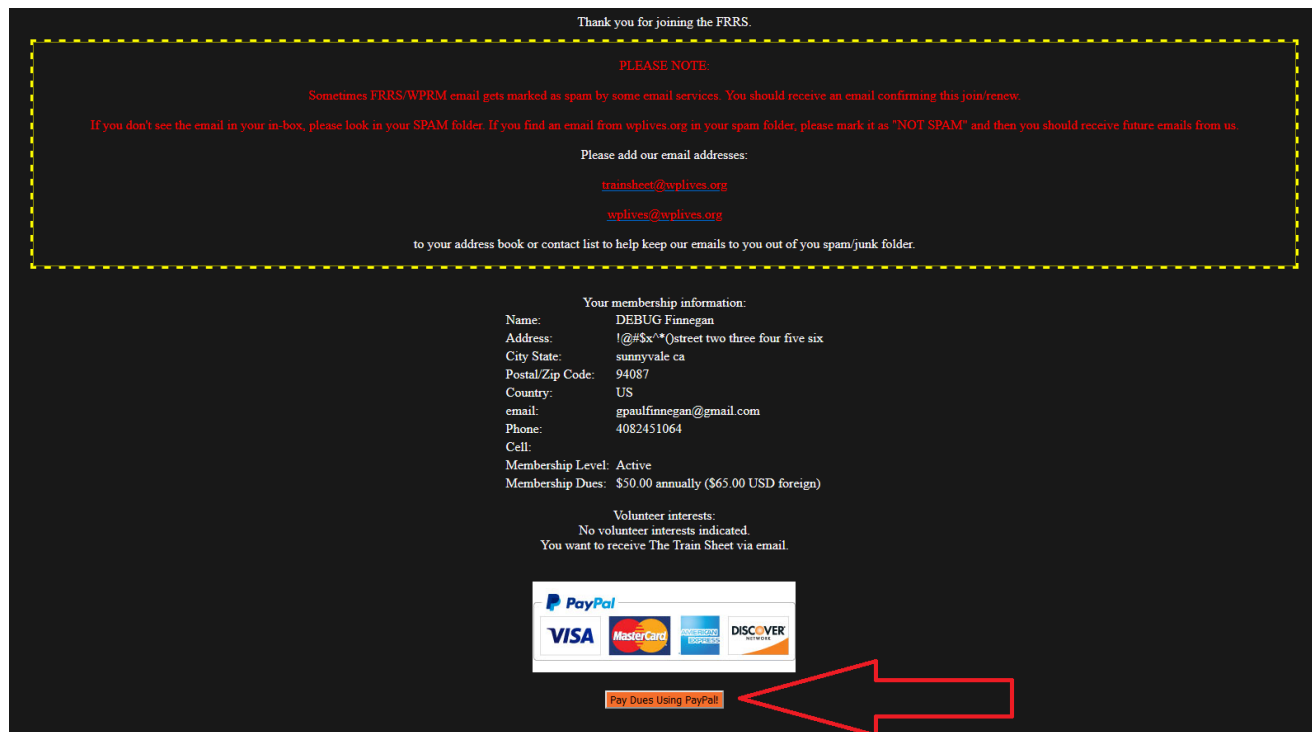 Thank you for joining the FRRS.
PLEASE NOTE:
Sometimes FRRS/WPRM email gets marked as spam by some email services. You should receive an email confirming this join/renew.
If you don't see the email in your in-box, please look in your SPAM folder. If you find an email from wplives.org in your spam folder, please mark it as "NOT SPAM" and then you should receive future emails from us.
Please add our email addresses:
trainsheet@wplives.org
wplives@wplives.org
to your address book or contact list to help keep our emails to you out of you spam/junk folder.
Your membership information:
Name: DEBUG Finnegan
Address: !@#$x^*()street two three four five six
City State: sunnyvale ca
Postal/Zip Code: 94087
Country: US
email: gpaulfinnegan@gmail.com
Phone: 4082451064
Cell:
Membership Level: Active
Membership Dues: $50.00 annually ($65.00 USD foreign)
Volunteer interests:
No volunteer interests indicated.
You want to receive The Train Sheet via email.
PayPal
VISA MasterCard AMERICAN EXPRESS DISCOVER NETWORK
Pay Dues Using PayPal!